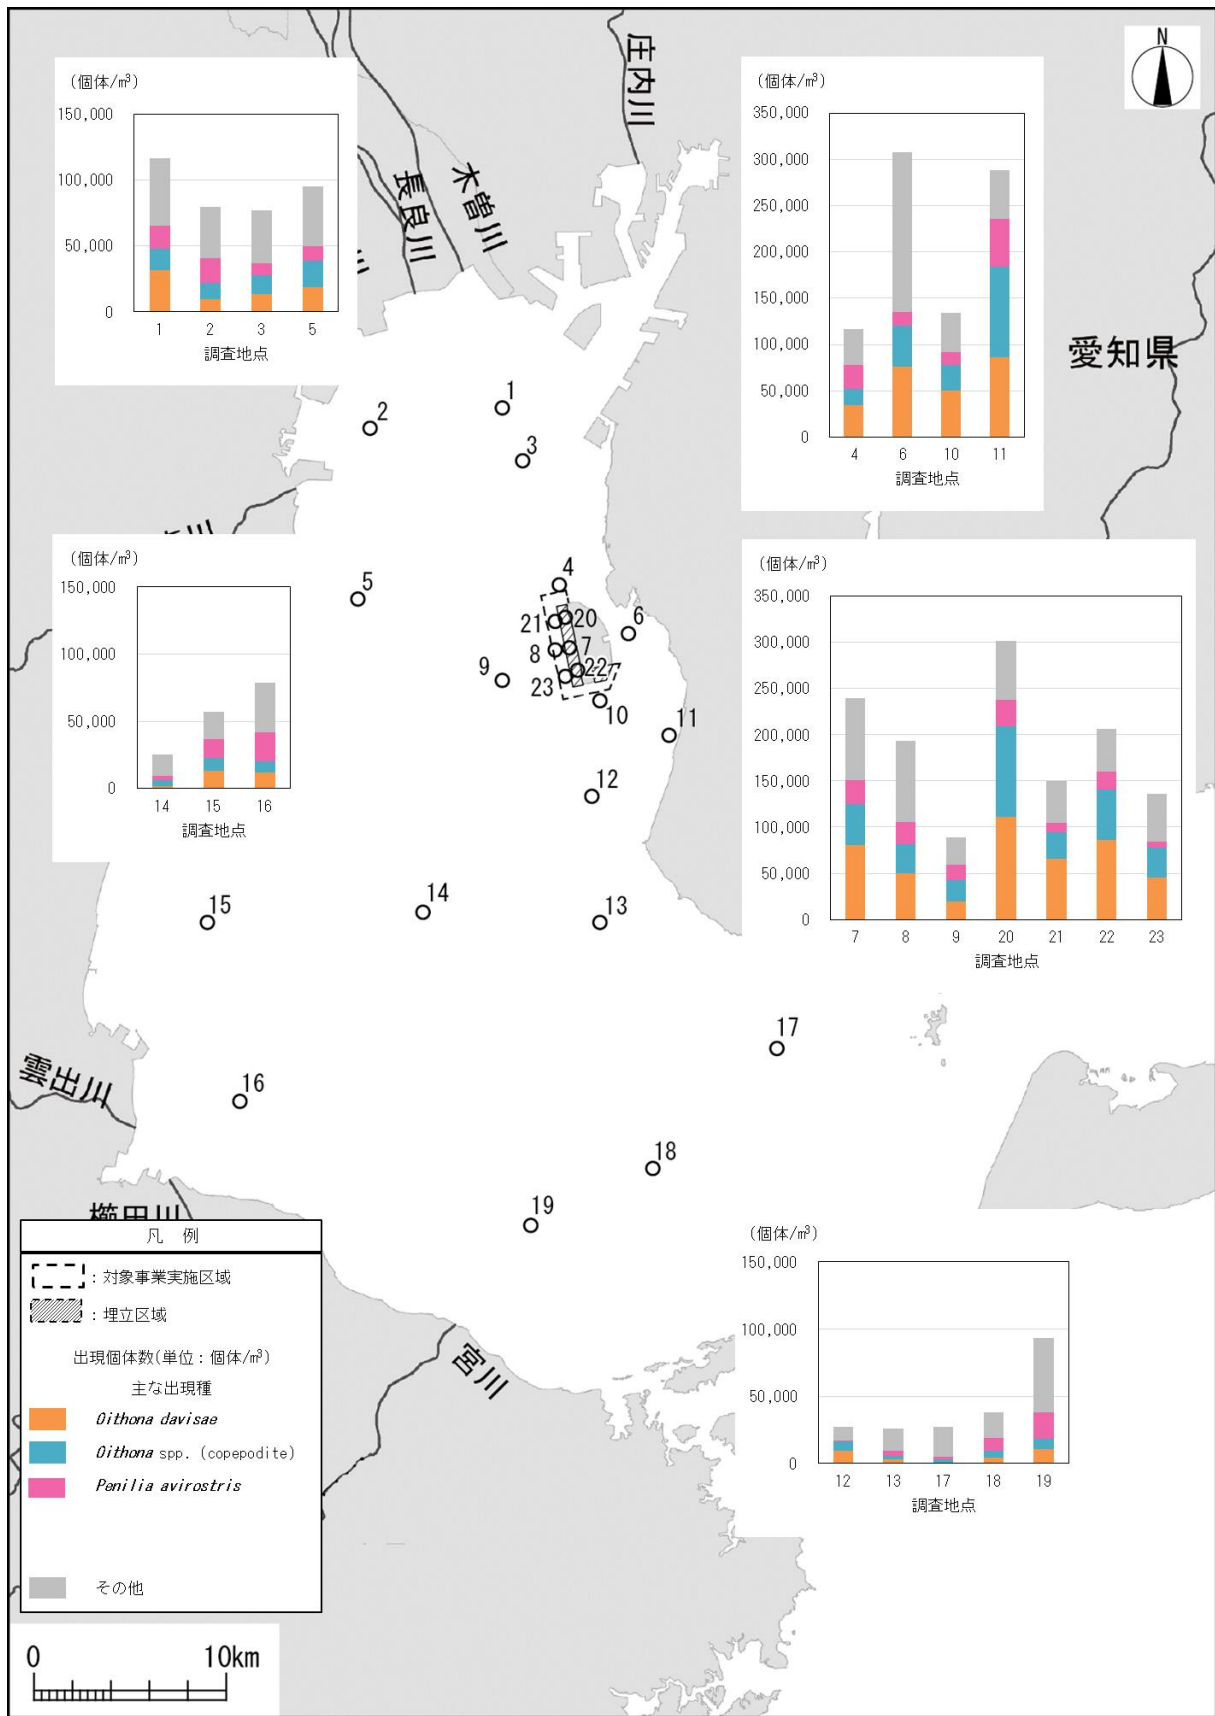 N
庄内川
木曽川
長良川
愛知県
(個体/㎥)
150,000
100,000
50,000
0
1 2 3 5
調査地点
(個体/㎥)
350,000
300,000
250,000
200,000
150,000
100,000
50,000
0
4 6 10 11
調査地点
(個体/㎥)
150,000
100,000
50,000
0
14 15 16
調査地点
(個体/㎥)
350,000
300,000
250,000
200,000
150,000
100,000
50,000
0
7 8 9 20 21 22 23
調査地点
1
2
3
4
5
20
21
6
8
7
9
22
23
10
11
12
14
13
15
17
16
18
19
雲出川
櫛田川
宮川
(個体/㎥)
150,000
100,000
50,000
0
12 13 17 18 19
調査地点
凡 例
:対象事業実施区域
:埋立区域
出現個体数(単位:個体/㎥)
主な出現種
Oithona davisae
Oithona spp. (copepodite)
Penilia avirostris
その他
0 10km